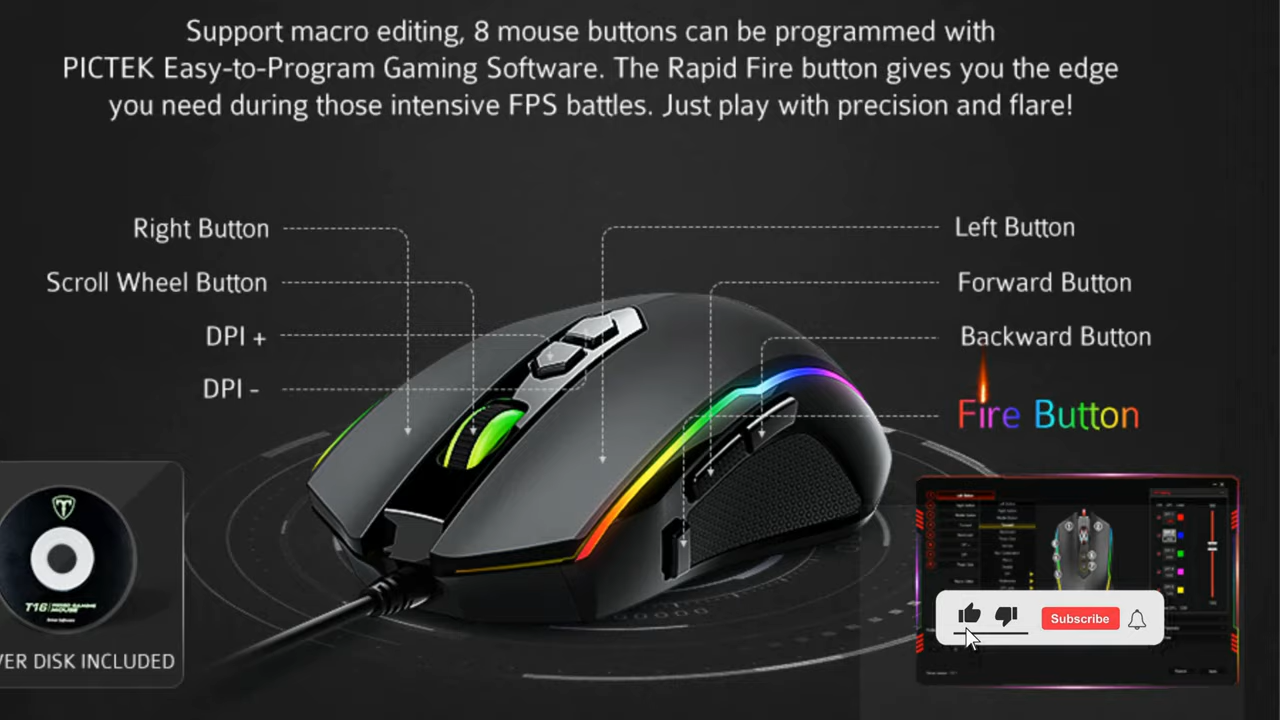 Support macro editing, 8 mouse buttons can be programmed with
PICTEK Easy-to-Program Gaming Software. The Rapid Fire button gives you the edge
you need during those intensive FPS battles. Just play with precision and flare!
Right Button
Left Button
Scroll Wheel Button
Forward Button
DPI +
Backward Button
DPI -
Fire Button
T16
VER DISK INCLUDED
Subscribe